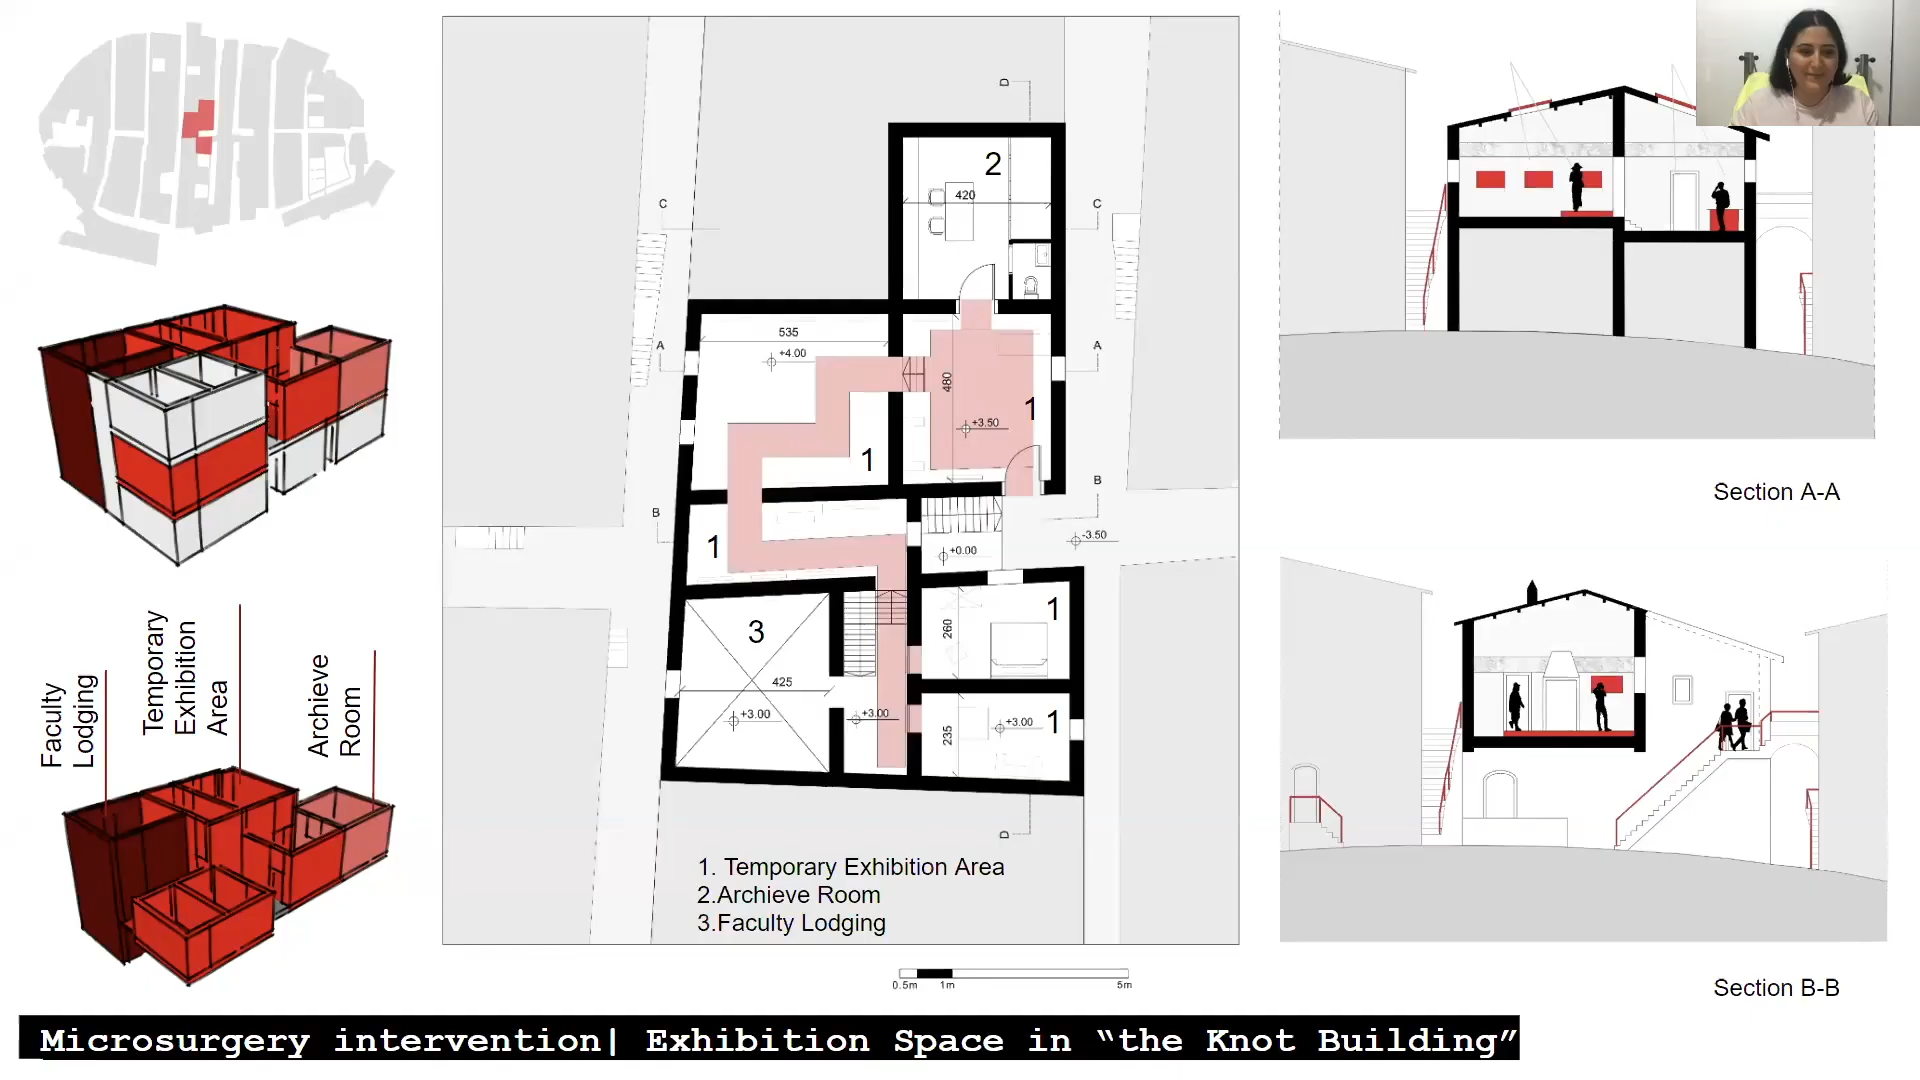 D
2
420
C
C
535
+4.00
A
A
480
1
+3.50
1
B
B
1
-3.50
+0.00
3
260
1
425
+3.00
+3.00
+3.00
1
235
D
1. Temporary Exhibition Area
2.Archieve Room
3.Faculty Lodging
0.5m 1m 5m
Faculty
Lodging
Temporary
Exhibition
Area
Archieve
Room
Section A-A
Section B-B
Microsurgery intervention| Exhibition Space in “the Knot Building”